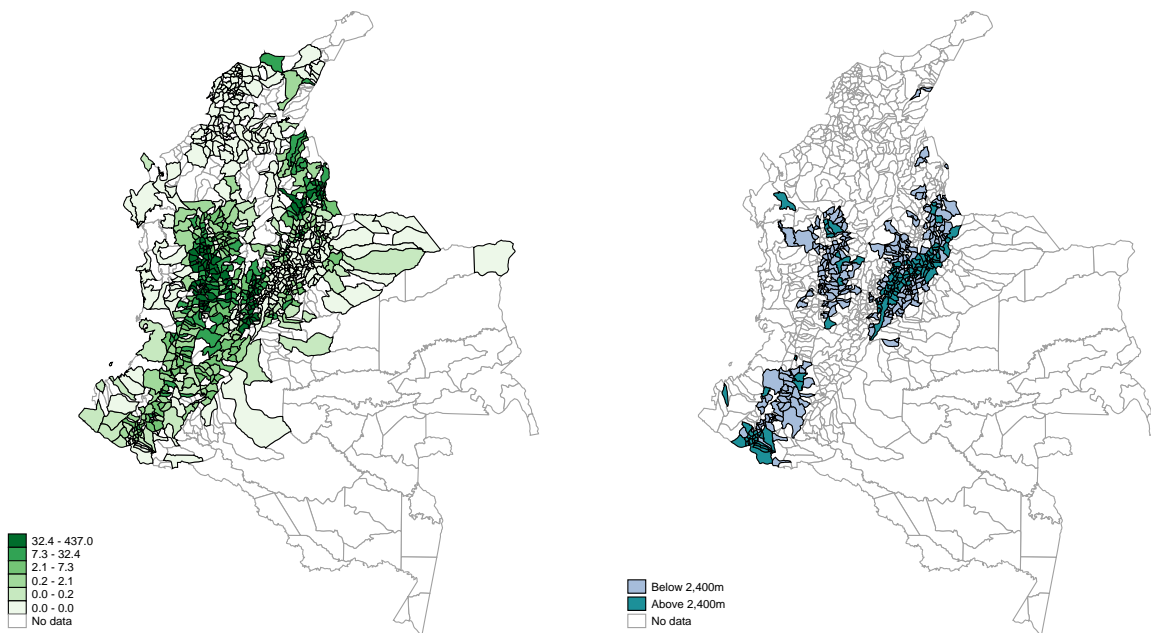 32.4 - 437.0
7.3 - 32.4
2.1 - 7.3
0.2 - 2.1
0.0 - 0.2
0.0 - 0.0
No data
Below 2,400m
Above 2,400m
No data